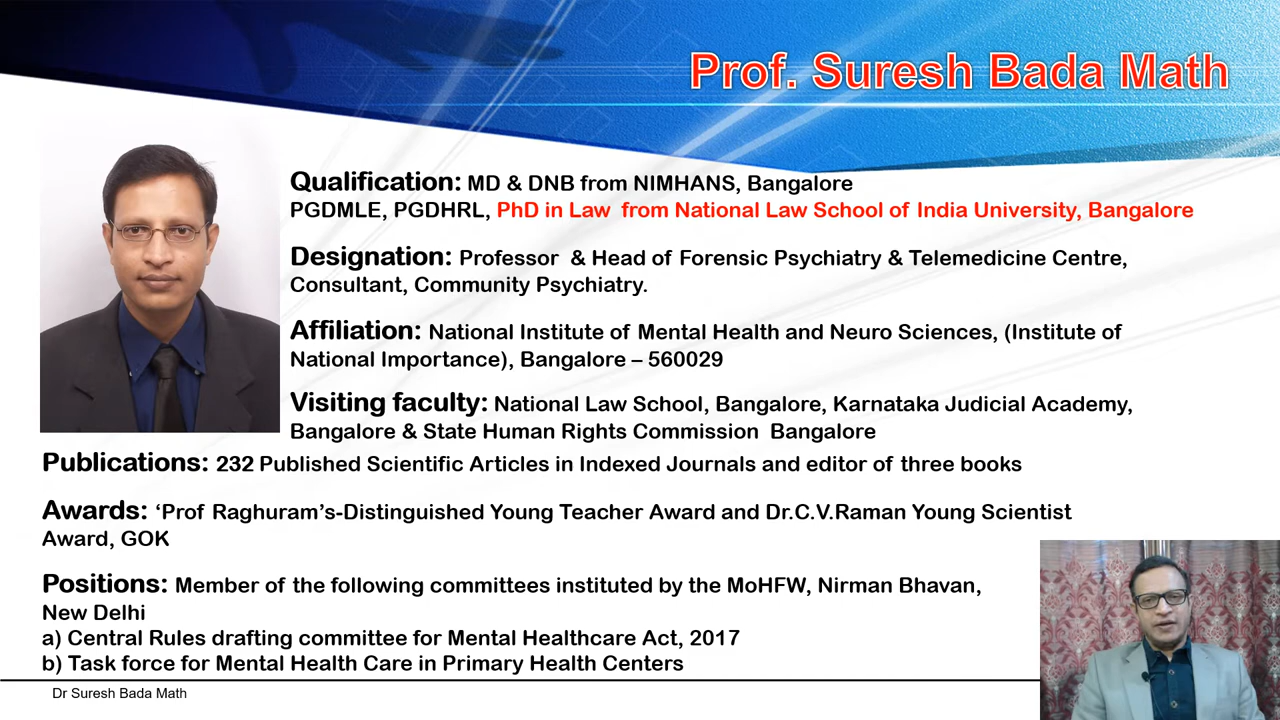 Prof. Suresh Bada Math
Qualification: MD & DNB from NIMHANS, Bangalore
PGDMLE, PGDHRL, PhD in Law from National Law School of India University, Bangalore
Designation: Professor & Head of Forensic Psychiatry & Telemedicine Centre,
Consultant, Community Psychiatry.
Affiliation: National Institute of Mental Health and Neuro Sciences, (Institute of
National Importance), Bangalore – 560029
Visiting faculty: National Law School, Bangalore, Karnataka Judicial Academy,
Bangalore & State Human Rights Commission Bangalore
Publications: 232 Published Scientific Articles in Indexed Journals and editor of three books
Awards: ‘Prof Raghuram’s-Distinguished Young Teacher Award and Dr.C.V.Raman Young Scientist
Award, GOK
Positions: Member of the following committees instituted by the MoHFW, Nirman Bhavan,
New Delhi
a) Central Rules drafting committee for Mental Healthcare Act, 2017
b) Task force for Mental Health Care in Primary Health Centers
Dr Suresh Bada Math